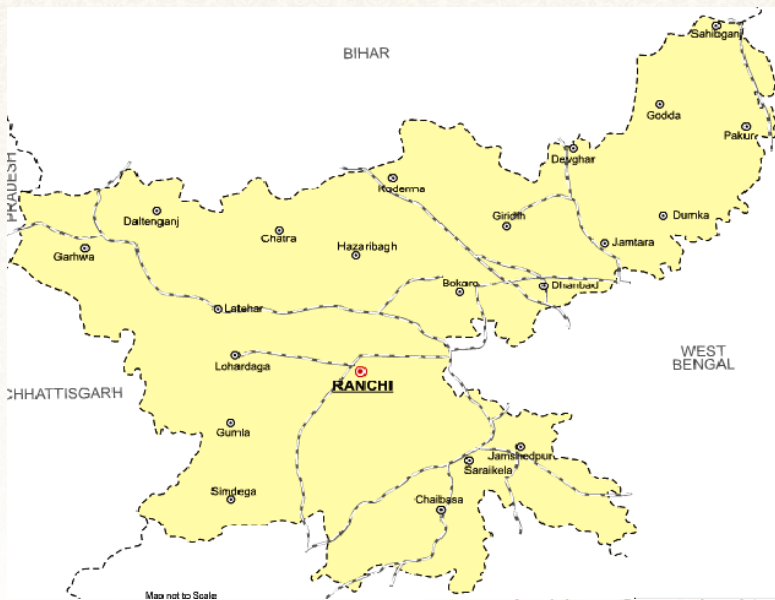 BIHAR
Sahibganj
Godda
Pakur
Devghar
PRADESH
Koderma
Daltenganj
Giridih
Dumka
Chatra
Hazaribagh
Jamtara
Garhwa
Bokaro
Dhanbad
Latehar
Lohardaga
WEST
BENGAL
RANCHI
CHHATTISGARH
Gumla
Jamshedpur
Saraikela
Simdega
Chaibasa
Map not to Scale